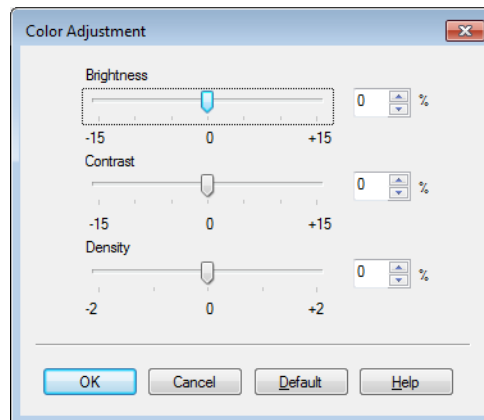 Color Adjustment
Brightness
0 %
-15 0 +15
Contrast
0 %
-15 0 +15
Density
0 %
-2 0 +2
OK Cancel Default Help